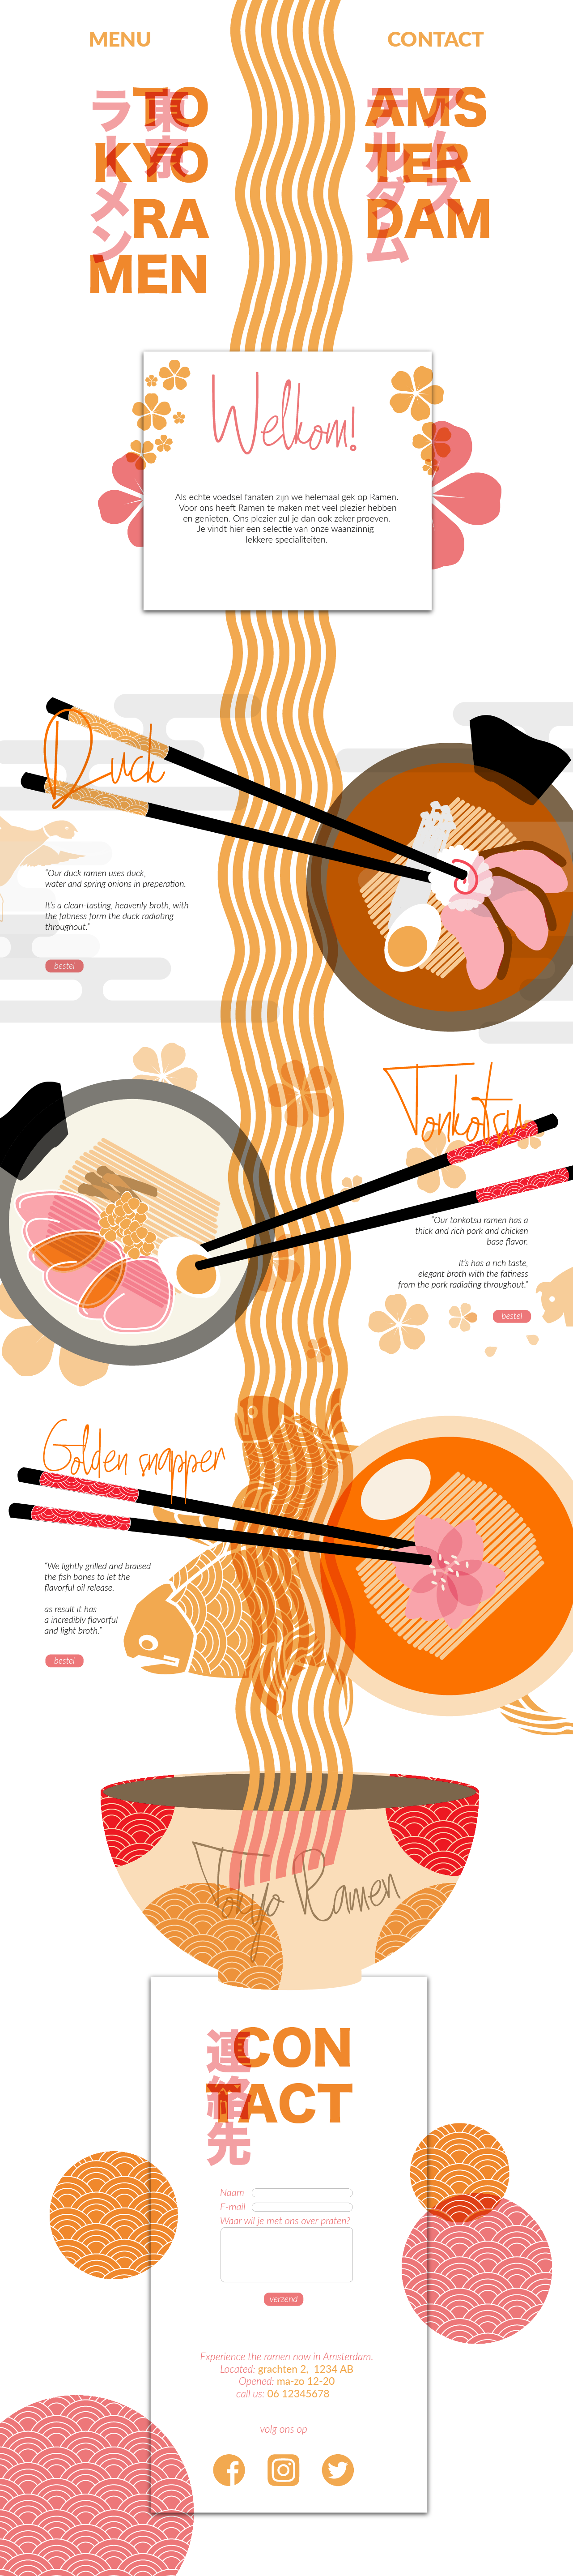 MENU
CONTACT
TO
KYO
RA
MEN
東京
ラーメン
AMS
TER
DAM
アムス
テルダム
Welkom!
Als echte voedsel fanaten zijn we helemaal gek op Ramen.
Voor ons heeft Ramen te maken met veel plezier hebben
en genieten. Ons plezier zul je dan ook zeker proeven.
Je vindt hier een selectie van onze waanzinnig
lekkere specialiteiten.
Duck
“Our duck ramen uses duck,
water and spring onions in preperation.
It’s a clean-tasting, heavenly broth, with
the fatiness form the duck radiating
throughout.”
bestel
Tonkotsu
“Our tonkotsu ramen has a
thick and rich pork and chicken
base flavor.
It’s has a rich taste,
elegant broth with the fatiness
from the pork radiating throughout.”
bestel
Golden snapper
“We lightly grilled and braised
the fish bones to let the
flavorful oil release.
as result it has
a incredibly flavorful
and light broth.”
bestel
Tokyo Ramen
CON
TACT
連絡先
Naam
E-mail
Waar wil je met ons over praten?
verzend
Experience the ramen now in Amsterdam.
Located: grachten 2, 1234 AB
Opened: ma-zo 12-20
call us: 06 12345678
volg ons op